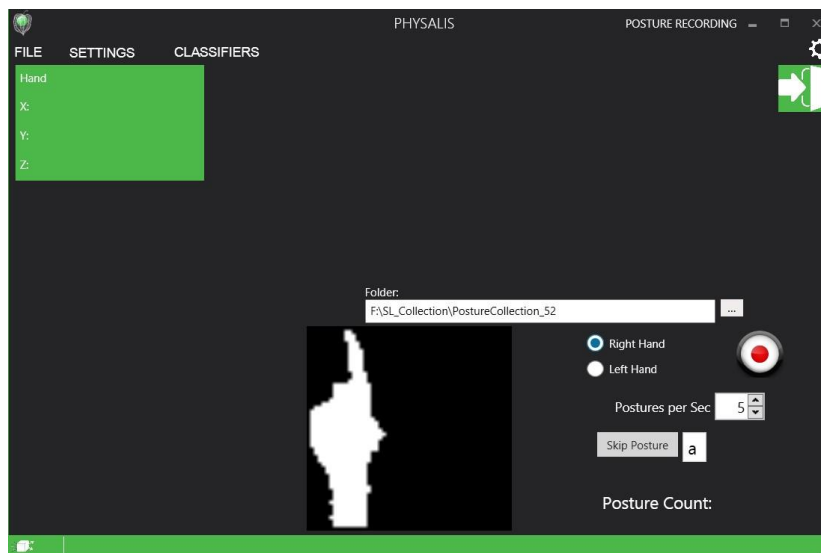 PHYSALIS
POSTURE RECORDING
FILE SETTINGS CLASSIFIERS
Hand
X:
Y:
Z:
Folder:
F:\SL_Collection\PostureCollection_52
...
Right Hand
Left Hand
Postures per Sec 5
Skip Posture a
Posture Count: